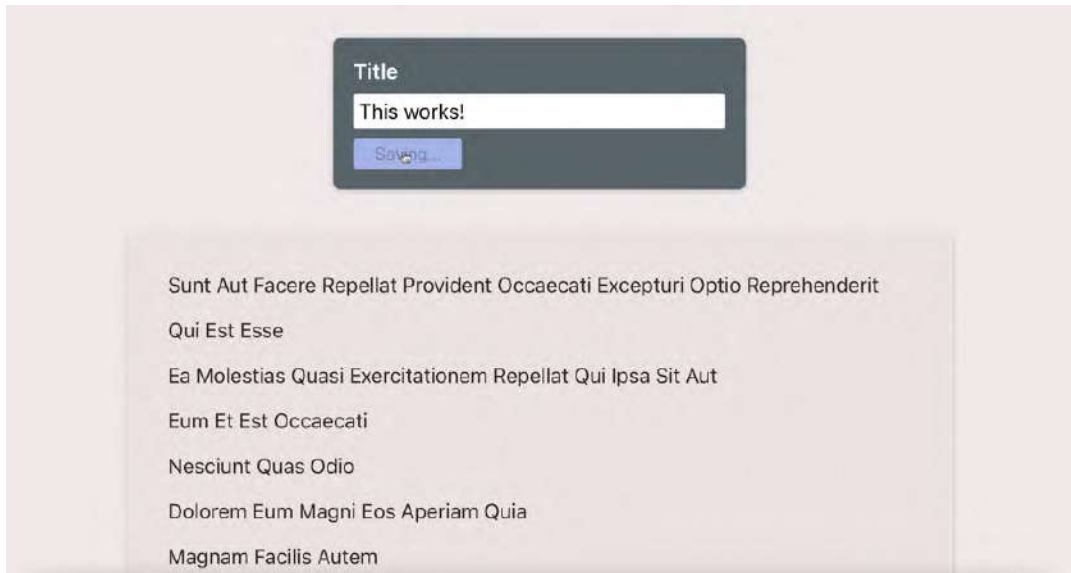 Title
This works!
Saving...
Sunt Aut Facere Repellat Provident Occaecati Excepturi Optio Reprehenderit
Qui Est Esse
Ea Molestias Quasi Exercitationem Repellat Qui Ipsa Sit Aut
Eum Et Est Occaecati
Nesciunt Quas Odio
Dolorem Eum Magni Eos Aperiam Quia
Magnam Facilis Autem